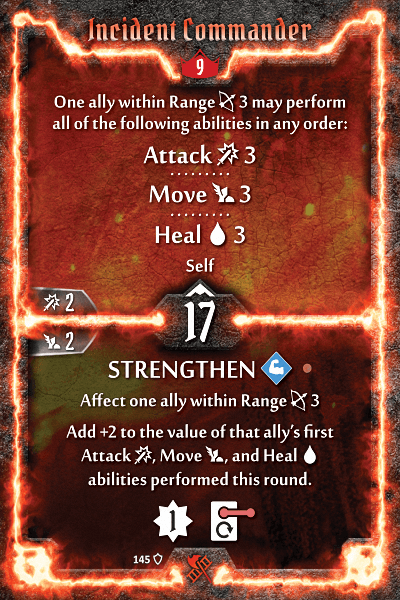 Incident Commander
9
One ally within Range 3 may perform
all of the following abilities in any order:
Attack 3
Move 3
Heal 3
Self
2
17
2
STRENGTHEN
Affect one ally within Range 3
Add +2 to the value of that ally's first
Attack, Move, and Heal
abilities performed this round.
1
145